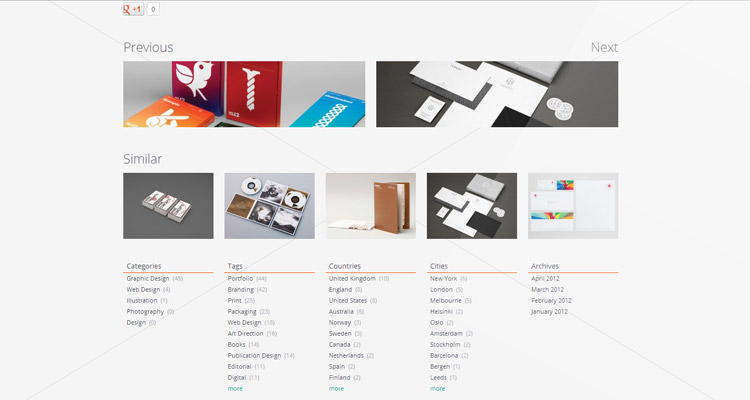 g +1 0
Previous
Next
Similar
Categories
Graphic Design (45)
Web Design (4)
Illustration (1)
Photography (0)
Design (0)
Tags
Portfolio (44)
Branding (42)
Print (25)
Packaging (23)
Web Design (18)
Art Direction (16)
Books (14)
Publication Design (14)
Editorial (11)
Digital (11)
more
Countries
United Kingdom (10)
England (8)
United States (8)
Australia (6)
Norway (3)
Sweden (3)
Canada (2)
Netherlands (2)
Spain (2)
Finland (2)
more
Cities
New York (6)
London (5)
Melbourne (5)
Helsinki (2)
Oslo (2)
Amsterdam (2)
Stockholm (2)
Barcelona (2)
Bergen (1)
Leeds (1)
more
Archives
April 2012
March 2012
February 2012
January 2012